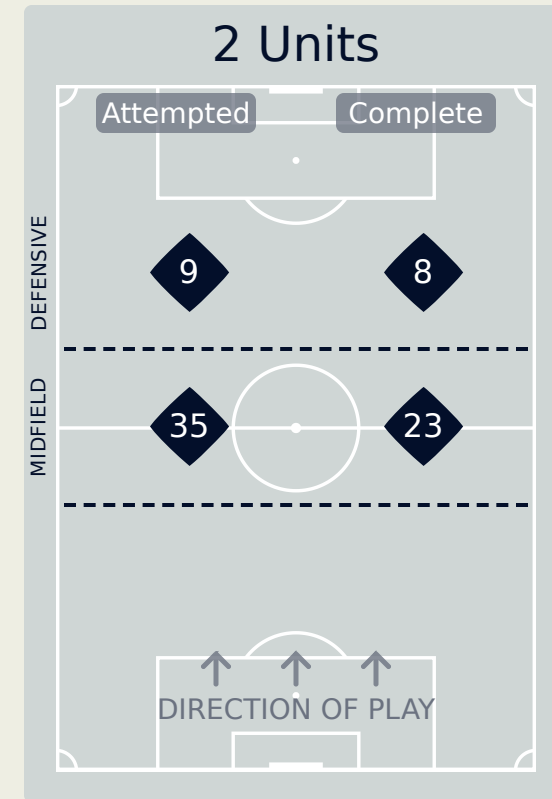 2 Units
Attempted Complete
DEFENSIVE
9 8
MIDFIELD
35 23
DIRECTION OF PLAY